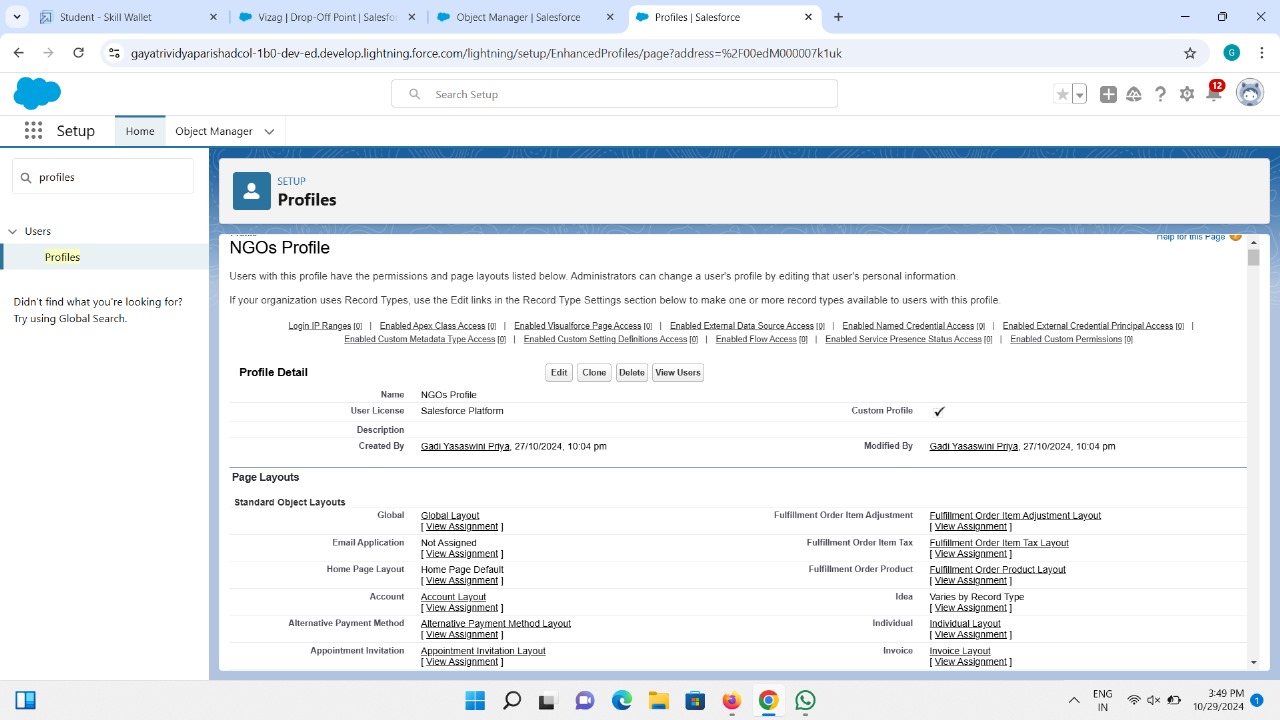 Student - Skill Wallet
Vizag | Drop Point | Salesfor
Object Manager | Salesforce
Profiles | Salesforce
gayatrividyaparishadcol-1b0-dev-ed.develop.lightning.force.com/lightning/setup/EnhancedProfiles/page?address=%2F00edM000007k1uk
G
Search Setup
12
Setup
Home
Object Manager
profiles
Users
Profiles
Didn't find what you're looking for?
Try using Global Search.
SETUP
Profiles
Help for this Page
NGOs Profile
Users with this profile have the permissions and page layouts listed below. Administrators can change a user's profile by editing that user's personal information.
If your organization uses Record Types, use the Edit links in the Record Type Settings section below to make one or more record types available to users with this profile.
Login IP Ranges [0] | Enabled Apex Class Access [0] | Enabled Visualforce Page Access [0] | Enabled External Data Source Access [0] | Enabled Named Credential Access [0] | Enabled External Credential Principal Access [0] |
Enabled Custom Metadata Type Access [0] | Enabled Custom Setting Definitions Access [0] | Enabled Flow Access [0] | Enabled Service Presence Status Access [0] | Enabled Custom Permissions [0]
Profile Detail Edit Clone Delete View Users
Name NGOs Profile
User License Salesforce Platform Custom Profile
Description
Created By Gadi Yasaswini Priya, 27/10/2024, 10:04 pm Modified By Gadi Yasaswini Priya, 27/10/2024, 10:04 pm
Page Layouts
Standard Object Layouts
Global Global Layout Fulfillment Order Item Adjustment Fulfillment Order Item Adjustment Layout
[ View Assignment ] [ View Assignment ]
Email Application Not Assigned Fulfillment Order Item Tax Fulfillment Order Item Tax Layout
[ View Assignment ] [ View Assignment ]
Home Page Layout Home Page Default Fulfillment Order Product Fulfillment Order Product Layout
[ View Assignment ] [ View Assignment ]
Account Account Layout Idea Varies by Record Type
[ View Assignment ] [ View Assignment ]
Alternative Payment Method Alternative Payment Method Layout Individual Individual Layout
[ View Assignment ] [ View Assignment ]
Appointment Invitation Appointment Invitation Layout Invoice Invoice Layout
[ View Assignment ] [ View Assignment ]
ENG
IN
3:49 PM
10/29/2024
1